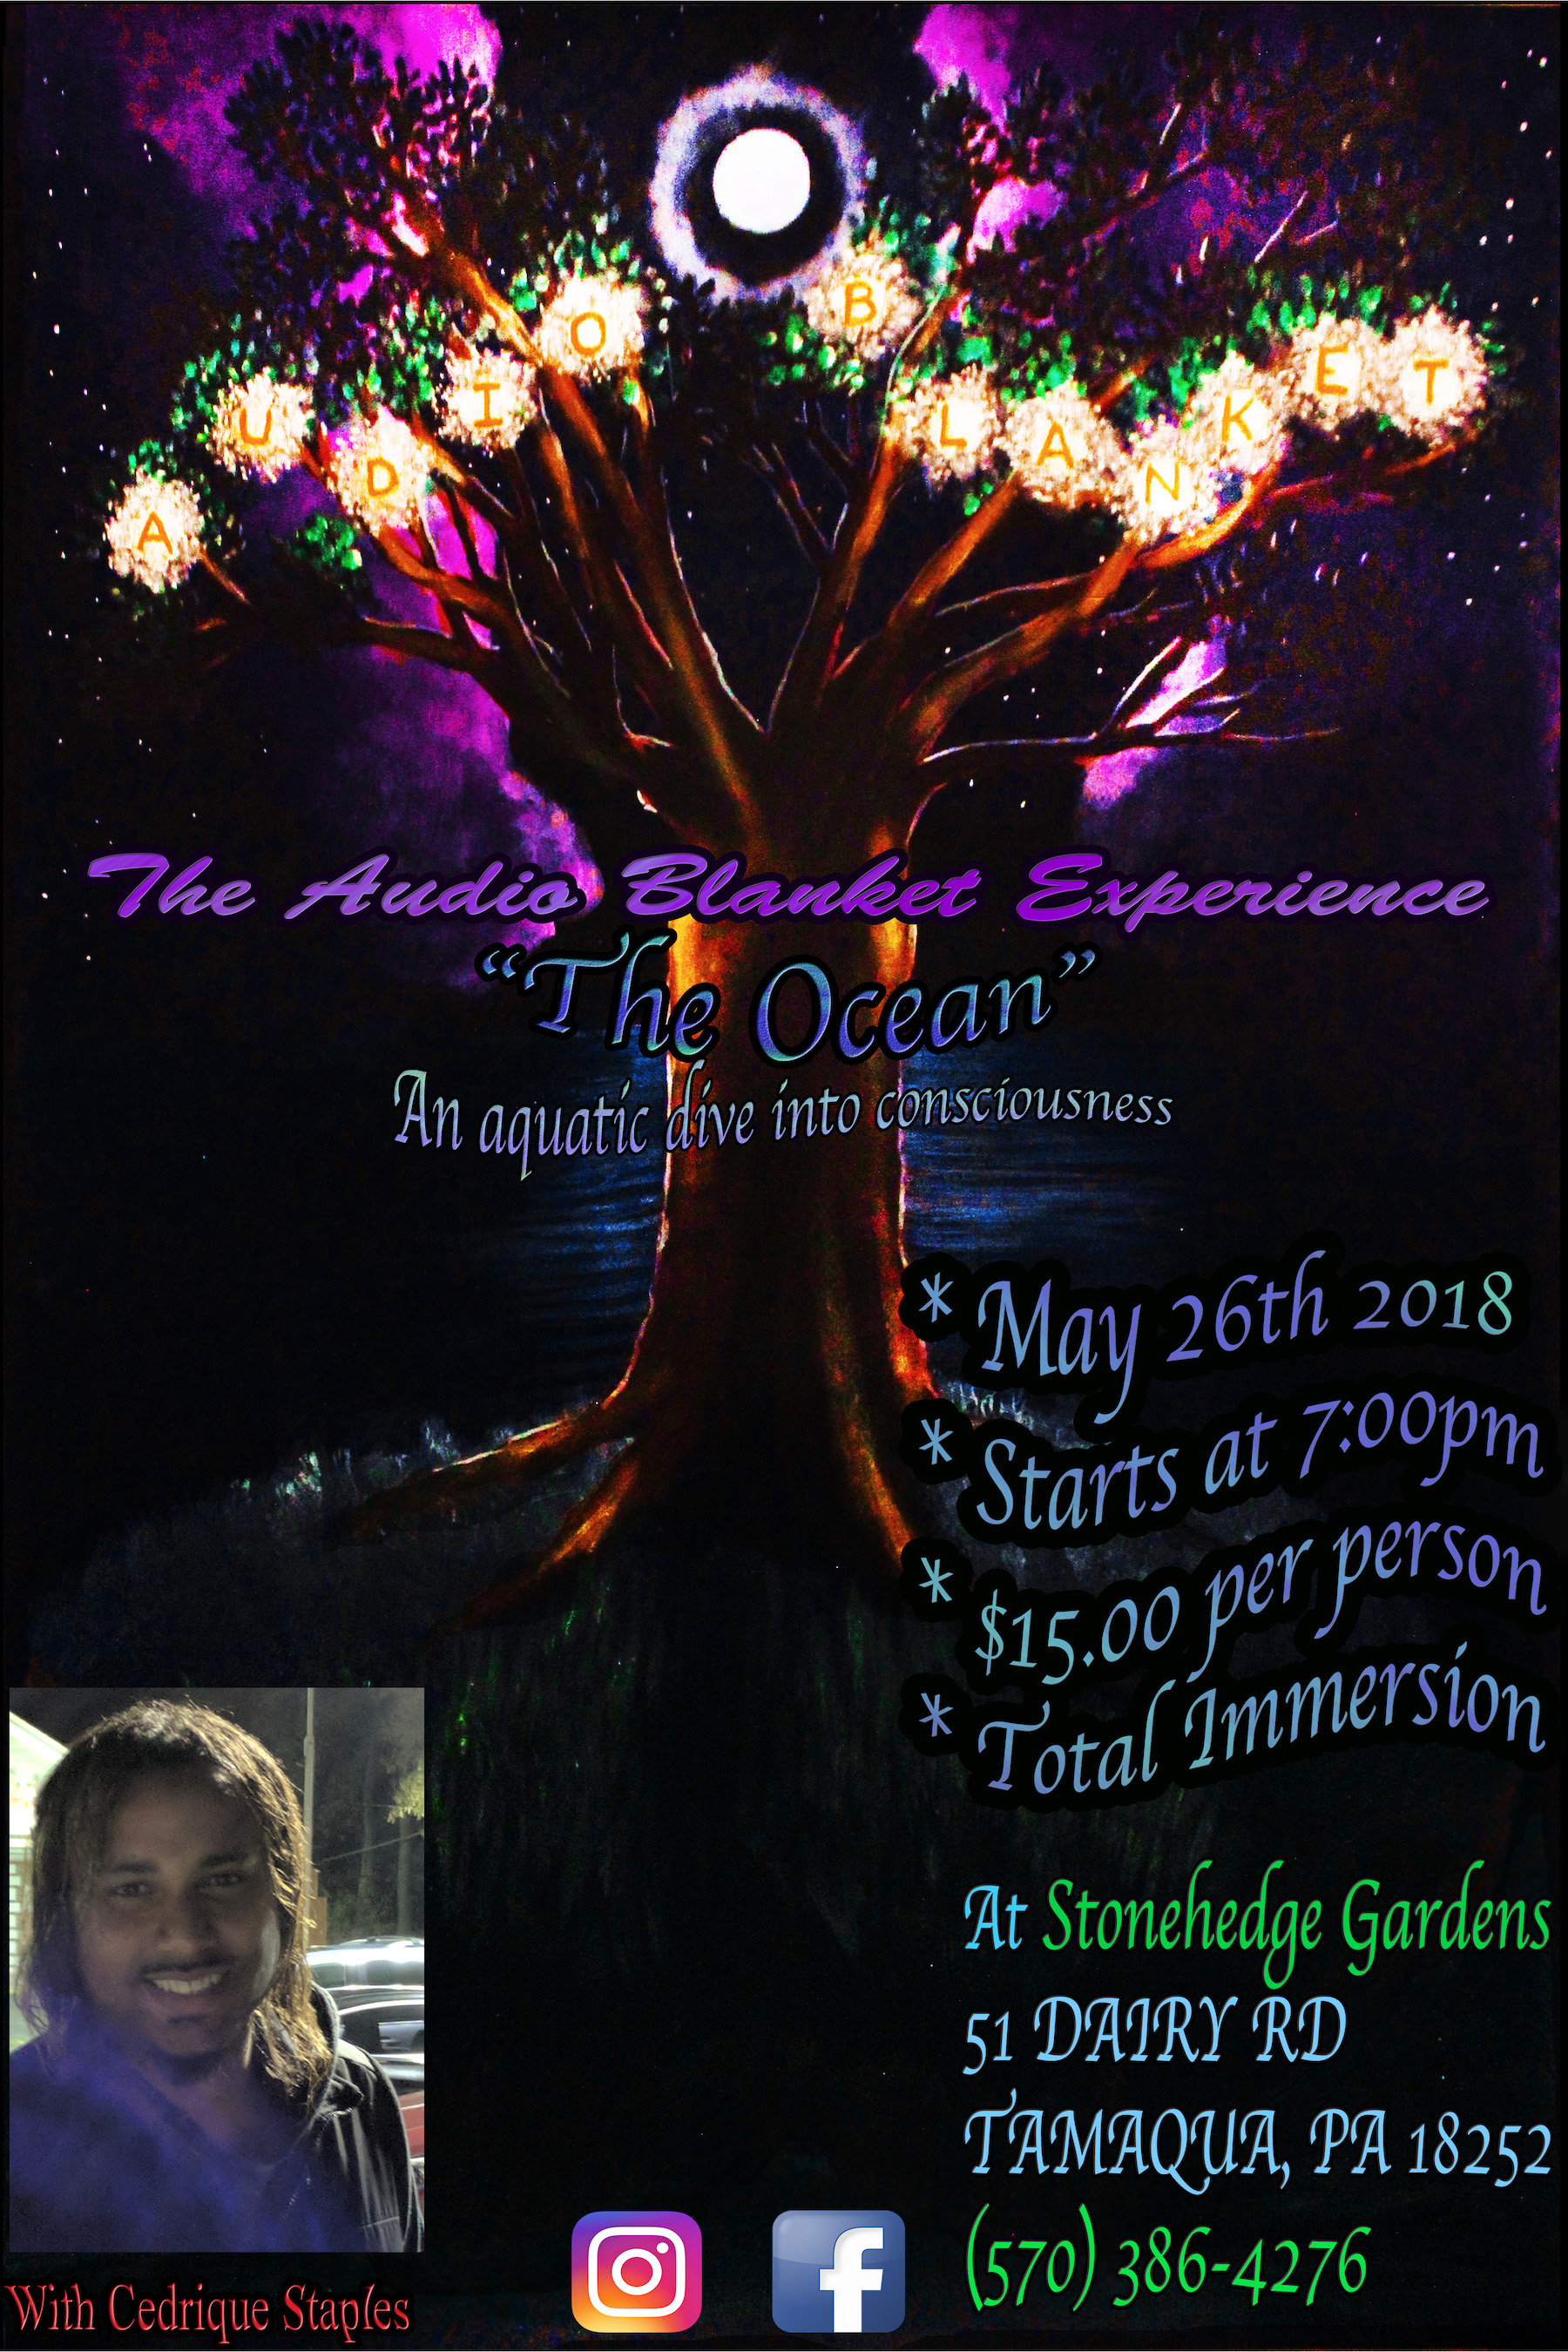 AUDIO BLANKET
The Audio Blanket Experience
“The Ocean”
An aquatic dive into consciousness
* May 26th 2018
* Starts at 7:00pm
* $15.00 per person
* Total Immersion
At Stonehedge Gardens
51 DAIRY RD
TAMAQUA, PA 18252
(570) 386-4276
With Cedrique Staples